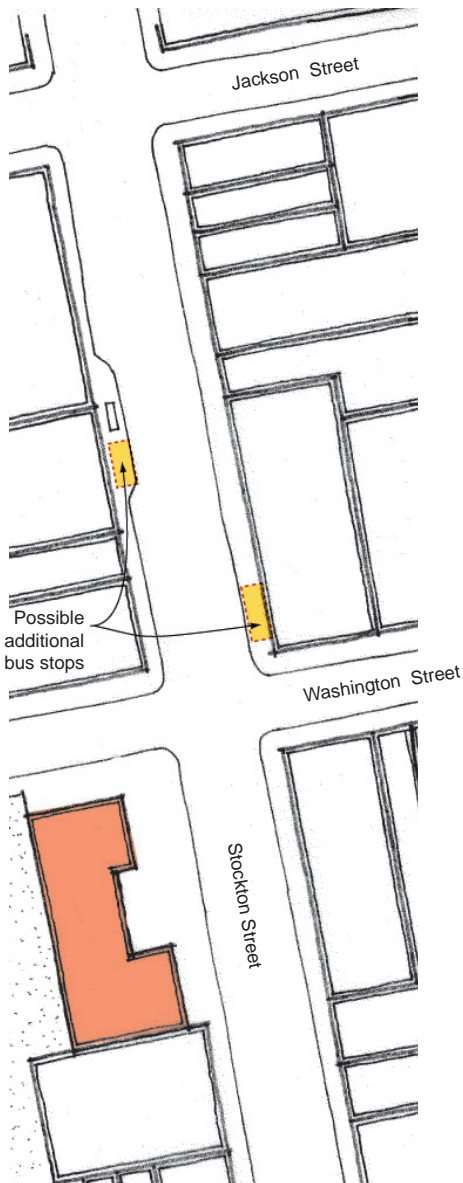 Jackson Street
Possible
additional
bus stops
Washington Street
Stockton Street